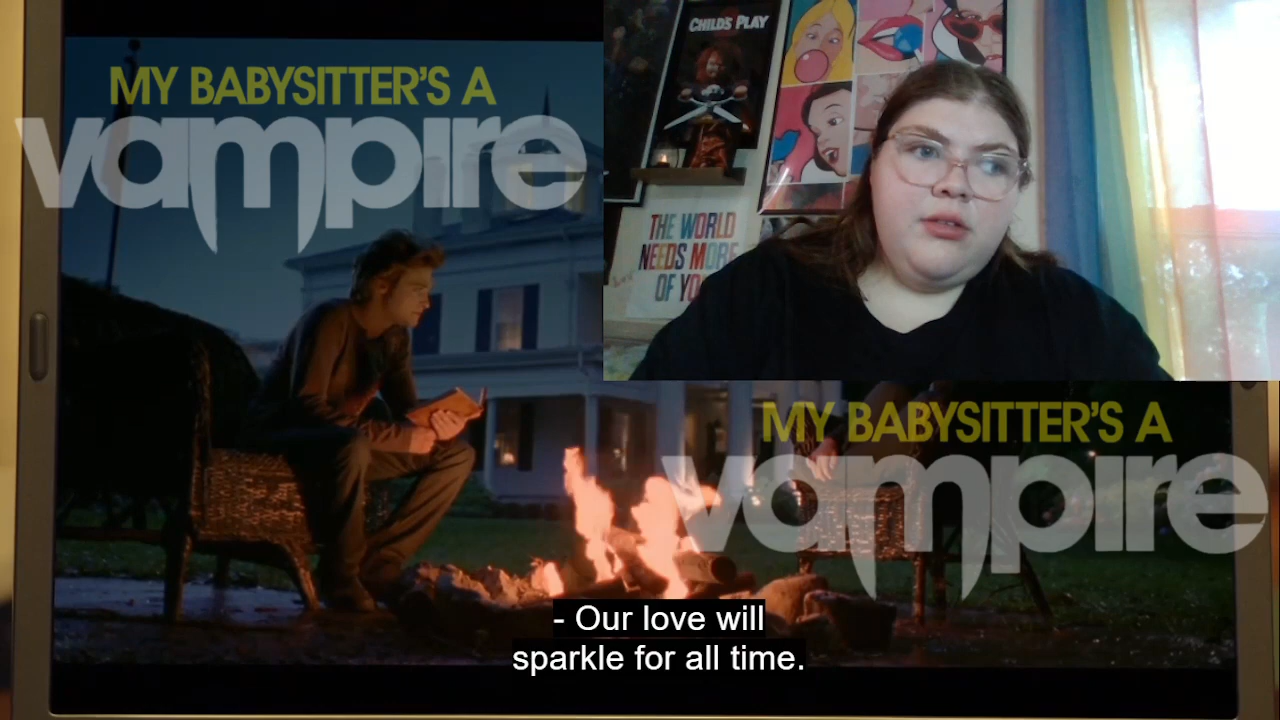 MY BABYSITTER'S A
vampire
CHILD'S PLAY
THE WORLD
NEEDS MORE
OF YO
MY BABYSITTER'S A
vampire
- Our love will
sparkle for all time.